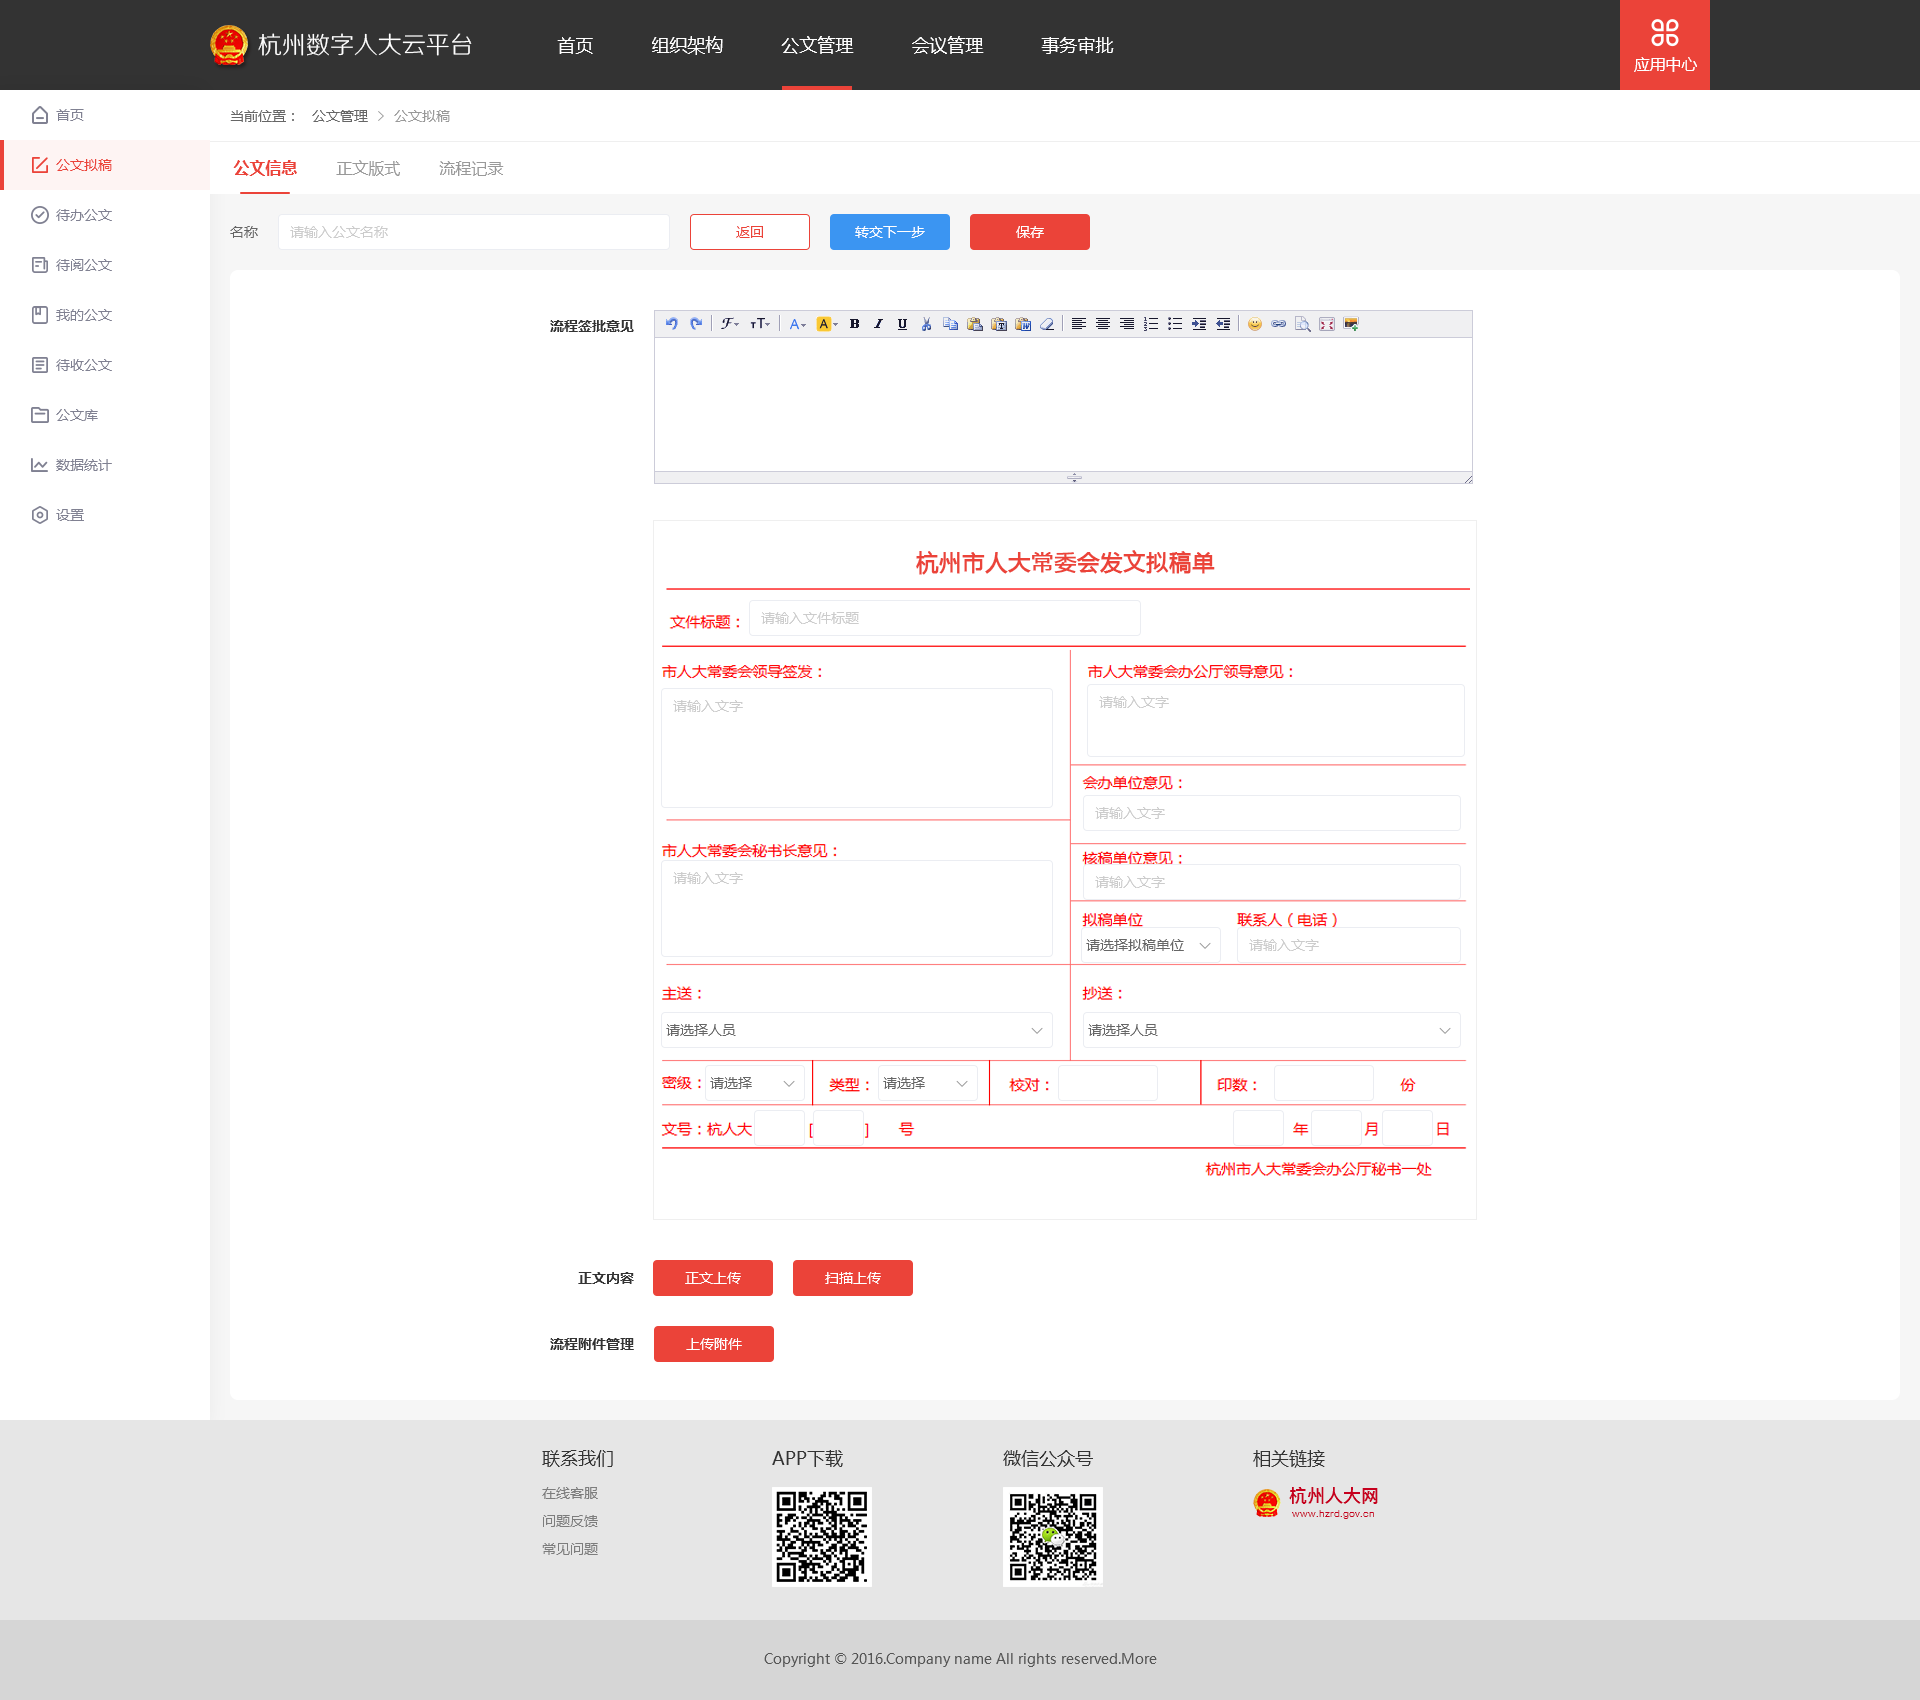 杭州数字人大云平台
首页 组织架构 公文管理 会议管理 事务审批
应用中心
首页
公文拟稿
待办公文
待阅公文
我的公文
待收公文
公文库
数据统计
设置
当前位置： 公文管理 > 公文拟稿
公文信息 正文版式 流程记录
名称 请输入公文名称 返回 转交下一步 保存
流程签批意见
杭州市人大常委会发文拟稿单
文件标题： 请输入文件标题
市人大常委会领导签发：
请输入文字
市人大常委会办公厅领导意见：
请输入文字
会办单位意见：
请输入文字
市人大常委会秘书长意见：
请输入文字
核稿单位意见：
请输入文字
拟稿单位 联系人（电话）
请选择拟稿单位 请输入文字
主送： 抄送：
请选择人员 请选择人员
密级： 请选择 类型： 请选择 校对： 印数： 份
文号：杭人大 [ ] 号 年 月 日
杭州市人大常委会办公厅秘书一处
正文内容 正文上传 扫描上传
流程附件管理 上传附件
联系我们
在线客服
问题反馈
常见问题
APP下载
微信公众号
相关链接
杭州人大网
www.hzrd.gov.cn
Copyright © 2016.Company name All rights reserved.More